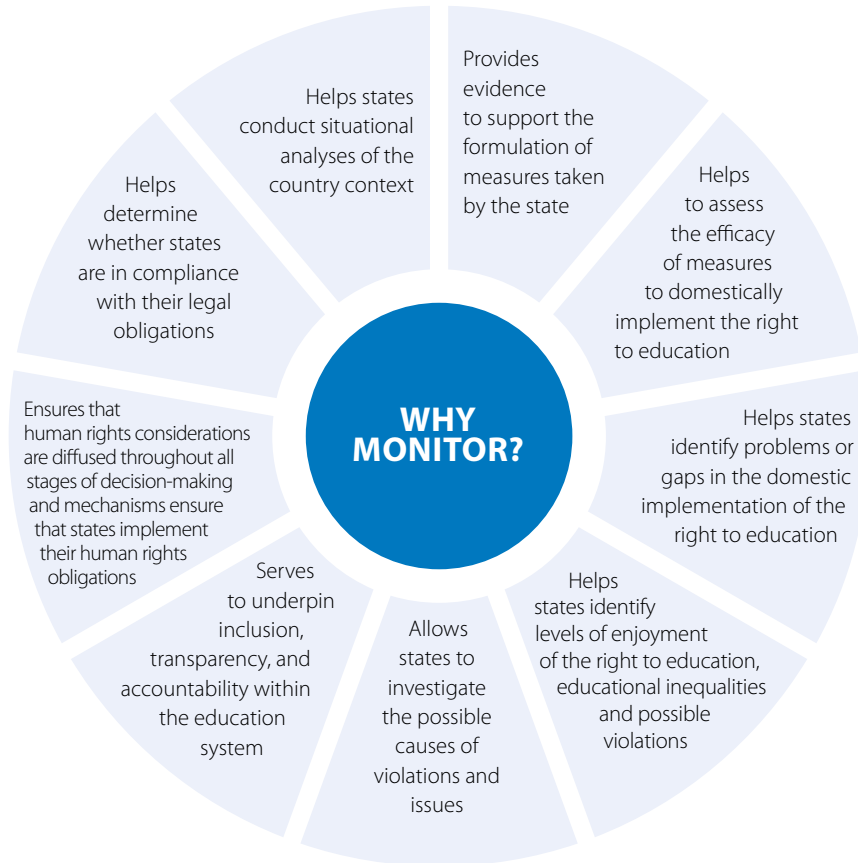 WHY
MONITOR?
Provides
evidence
to support the
formulation of
measures taken
by the state
Helps
to assess
the efficacy
of measures
to domestically
implement the right
to education
Helps states
identify problems or
gaps in the domestic
implementation of the
right to education
Helps
states identify
levels of enjoyment
of the right to education,
educational inequalities
and possible
violations
Allows
states to
investigate
the possible
causes of
violations and
issues
Serves
to underpin
inclusion,
transparency, and
accountability within
the education
system
Ensures that
human rights considerations
are diffused throughout all
stages of decision-making
and mechanisms ensure
that states implement
their human rights
obligations
Helps
determine
whether states
are in compliance
with their legal
obligations
Helps states
conduct situational
analyses of the
country context